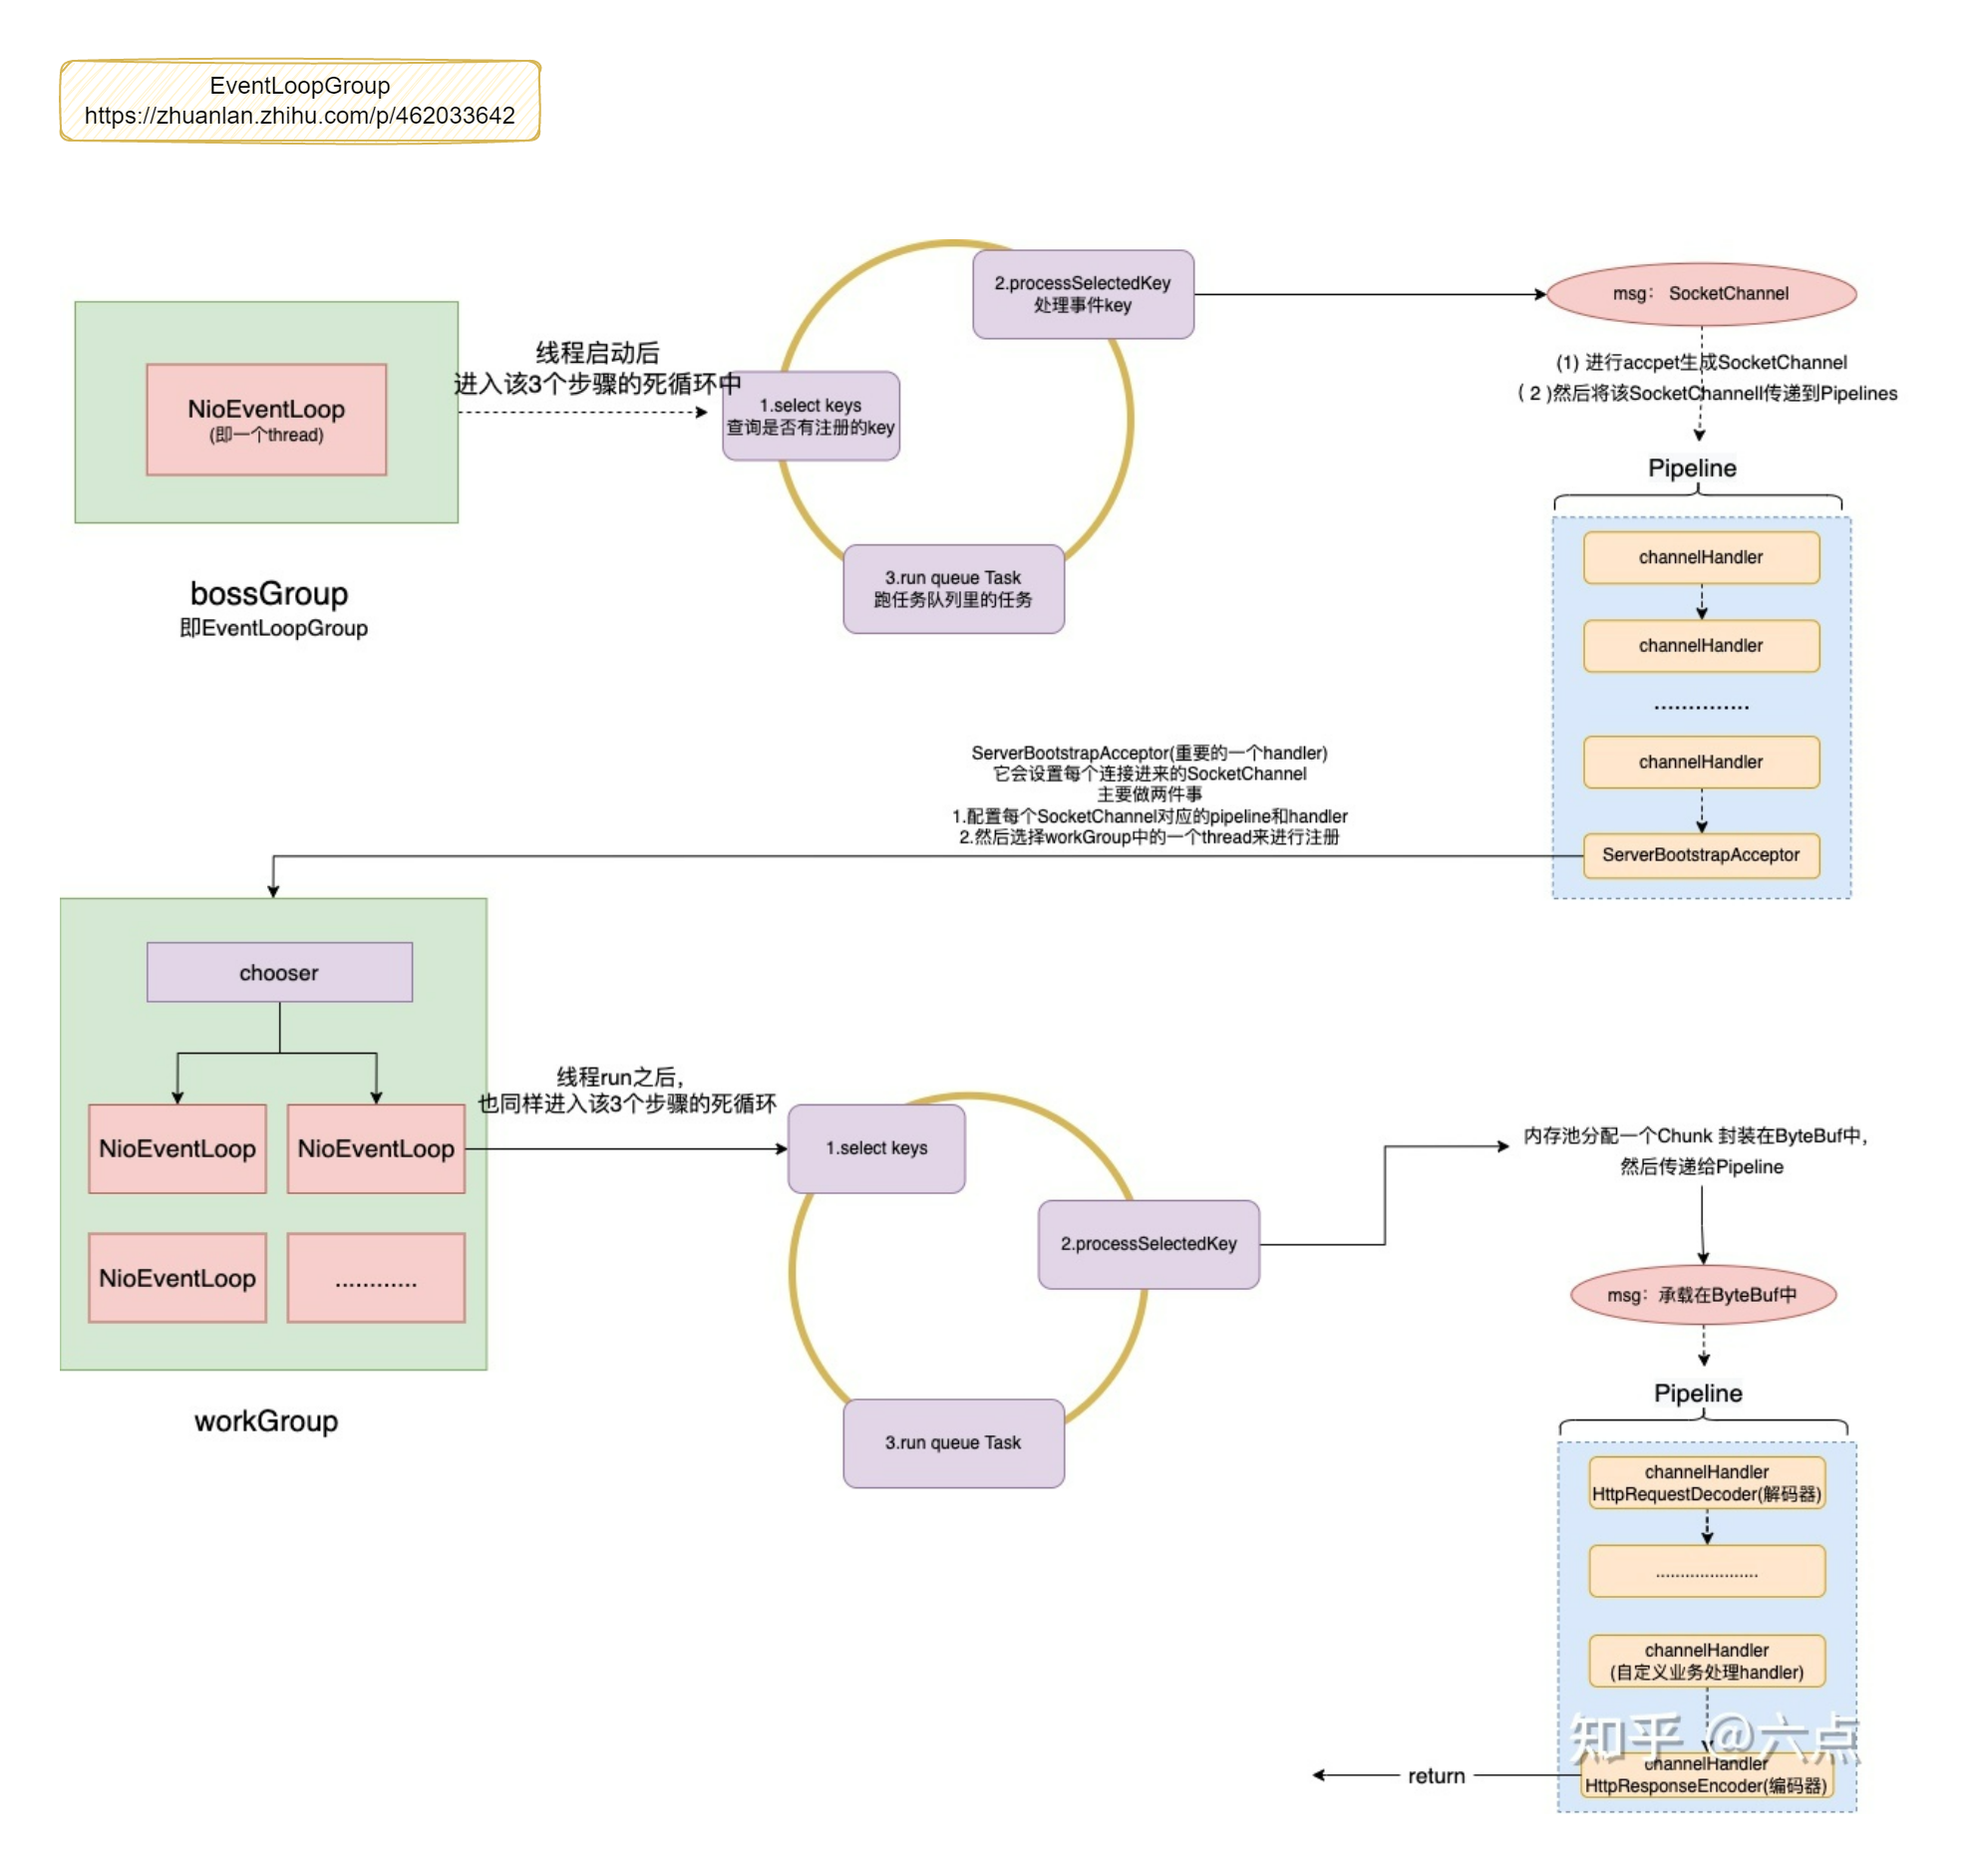 EventLoopGroup
https://zhuanlan.zhihu.com/p/462033642
NioEventLoop
(即一个thread)
bossGroup
即EventLoopGroup
线程启动后
进入该3个步骤的死循环中
1.select keys
查询是否有注册的key
2.processSelectedKey
处理事件key
3.run queue Task
跑任务队列里的任务
msg： SocketChannel
(1) 进行accpet生成SocketChannel
( 2 )然后将该SocketChannell传递到Pipelines
Pipeline
channelHandler
channelHandler
..............
channelHandler
ServerBootstrapAcceptor
ServerBootstrapAcceptor(重要的一个handler)
它会设置每个连接进来的SocketChannel
主要做两件事
1.配置每个SocketChannel对应的pipeline和handler
2.然后选择workGroup中的一个thread来进行注册
chooser
NioEventLoop
NioEventLoop
NioEventLoop
............
workGroup
线程run之后，
也同样进入该3个步骤的死循环
1.select keys
2.processSelectedKey
3.run queue Task
内存池分配一个Chunk 封装在ByteBuf中，
然后传递给Pipeline
msg：承载在ByteBuf中
Pipeline
channelHandler
HttpRequestDecoder(解码器)
.....................
channelHandler
(自定义业务处理handler)
channelHandler
HttpResponseEncoder(编码器)
return
知乎 @六点